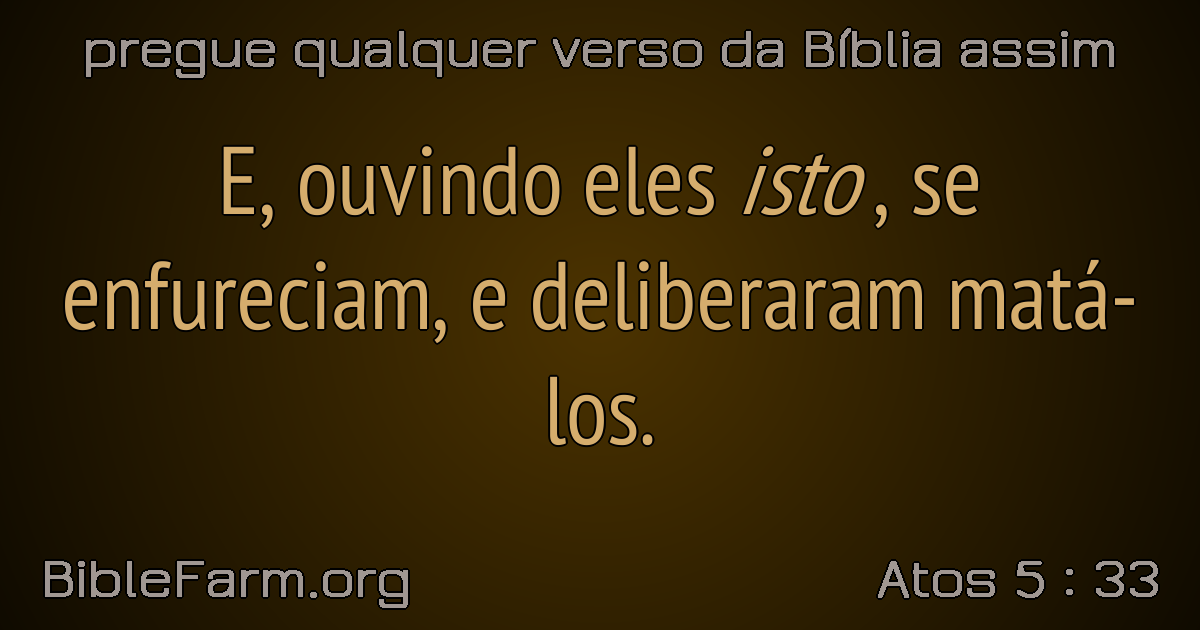 pregue qualquer verso da Bíblia assim
E, ouvindo eles isto, se
enfureciam, e deliberaram matá-
los.
BibleFarm.org
Atos 5 : 33